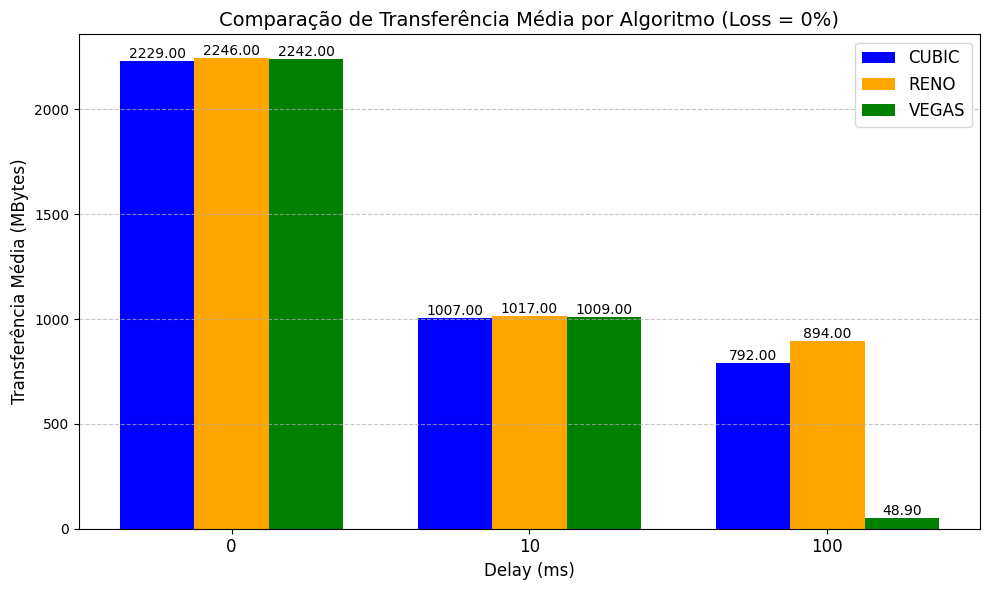 Comparação de Transferência Média por Algoritmo (Loss = 0%)
CUBIC
RENO
VEGAS
Transferência Média (MBytes)
2000
1500
1000
500
0
2229.00
2246.00
2242.00
1007.00
1017.00
1009.00
792.00
894.00
48.90
0
10
100
Delay (ms)